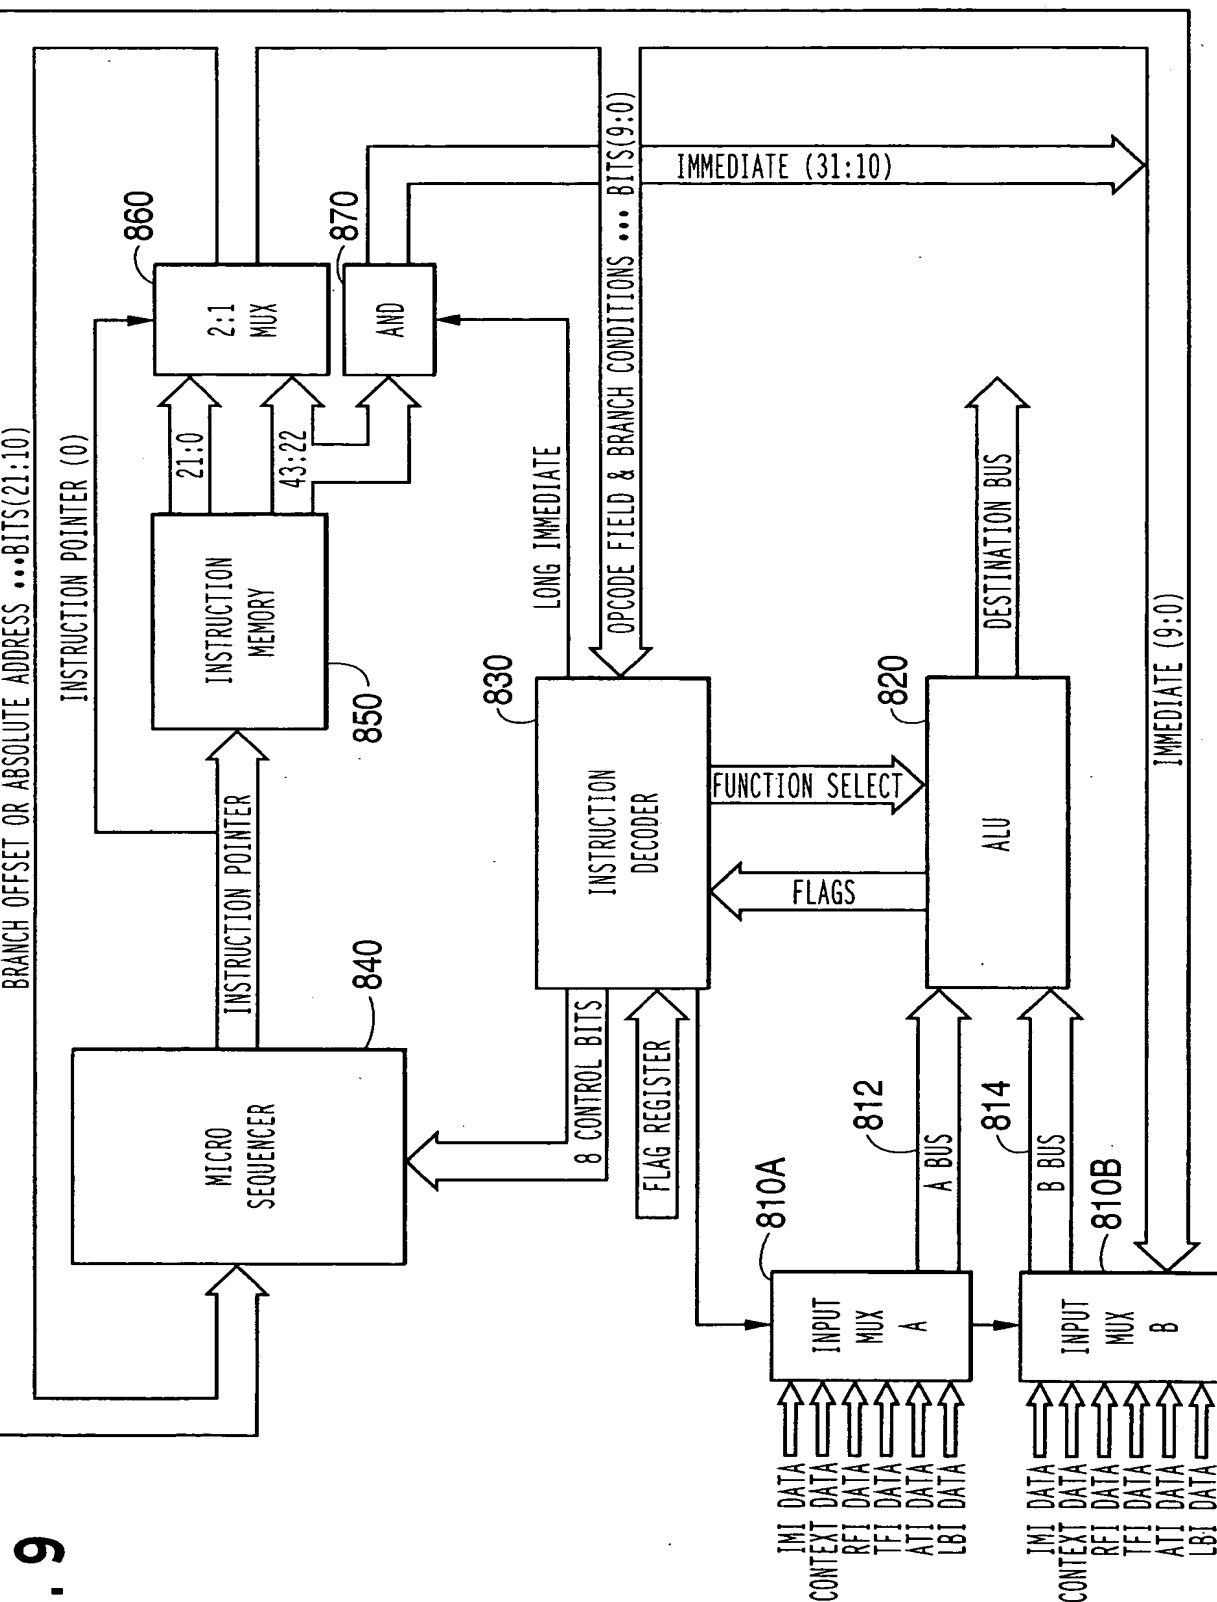 BRANCH OFFSET OR ABSOLUTE ADDRESS ...BITS(21:10)
INSTRUCTION POINTER (0)
860
2:1
MUX
870
AND
21:0
43:22
INSTRUCTION
MEMORY
850
INSTRUCTION POINTER
840
MICRO
SEQUENCER
IMMEDIATE (31:10)
OPCODE FIELD & BRANCH CONDITIONS ... BITS(9:0)
LONG IMMEDIATE
830
INSTRUCTION
DECODER
8 CONTROL BITS
FLAG REGISTER
FUNCTION SELECT
FLAGS
820
ALU
DESTINATION BUS
IMMEDIATE (9:0)
812
A BUS
814
B BUS
810A
INPUT
MUX
A
810B
INPUT
MUX
B
IMI DATA
CONTEXT DATA
RFI DATA
TFI DATA
ATI DATA
LBI DATA
IMI DATA
CONTEXT DATA
RFI DATA
TFI DATA
ATI DATA
LBI DATA
. 9